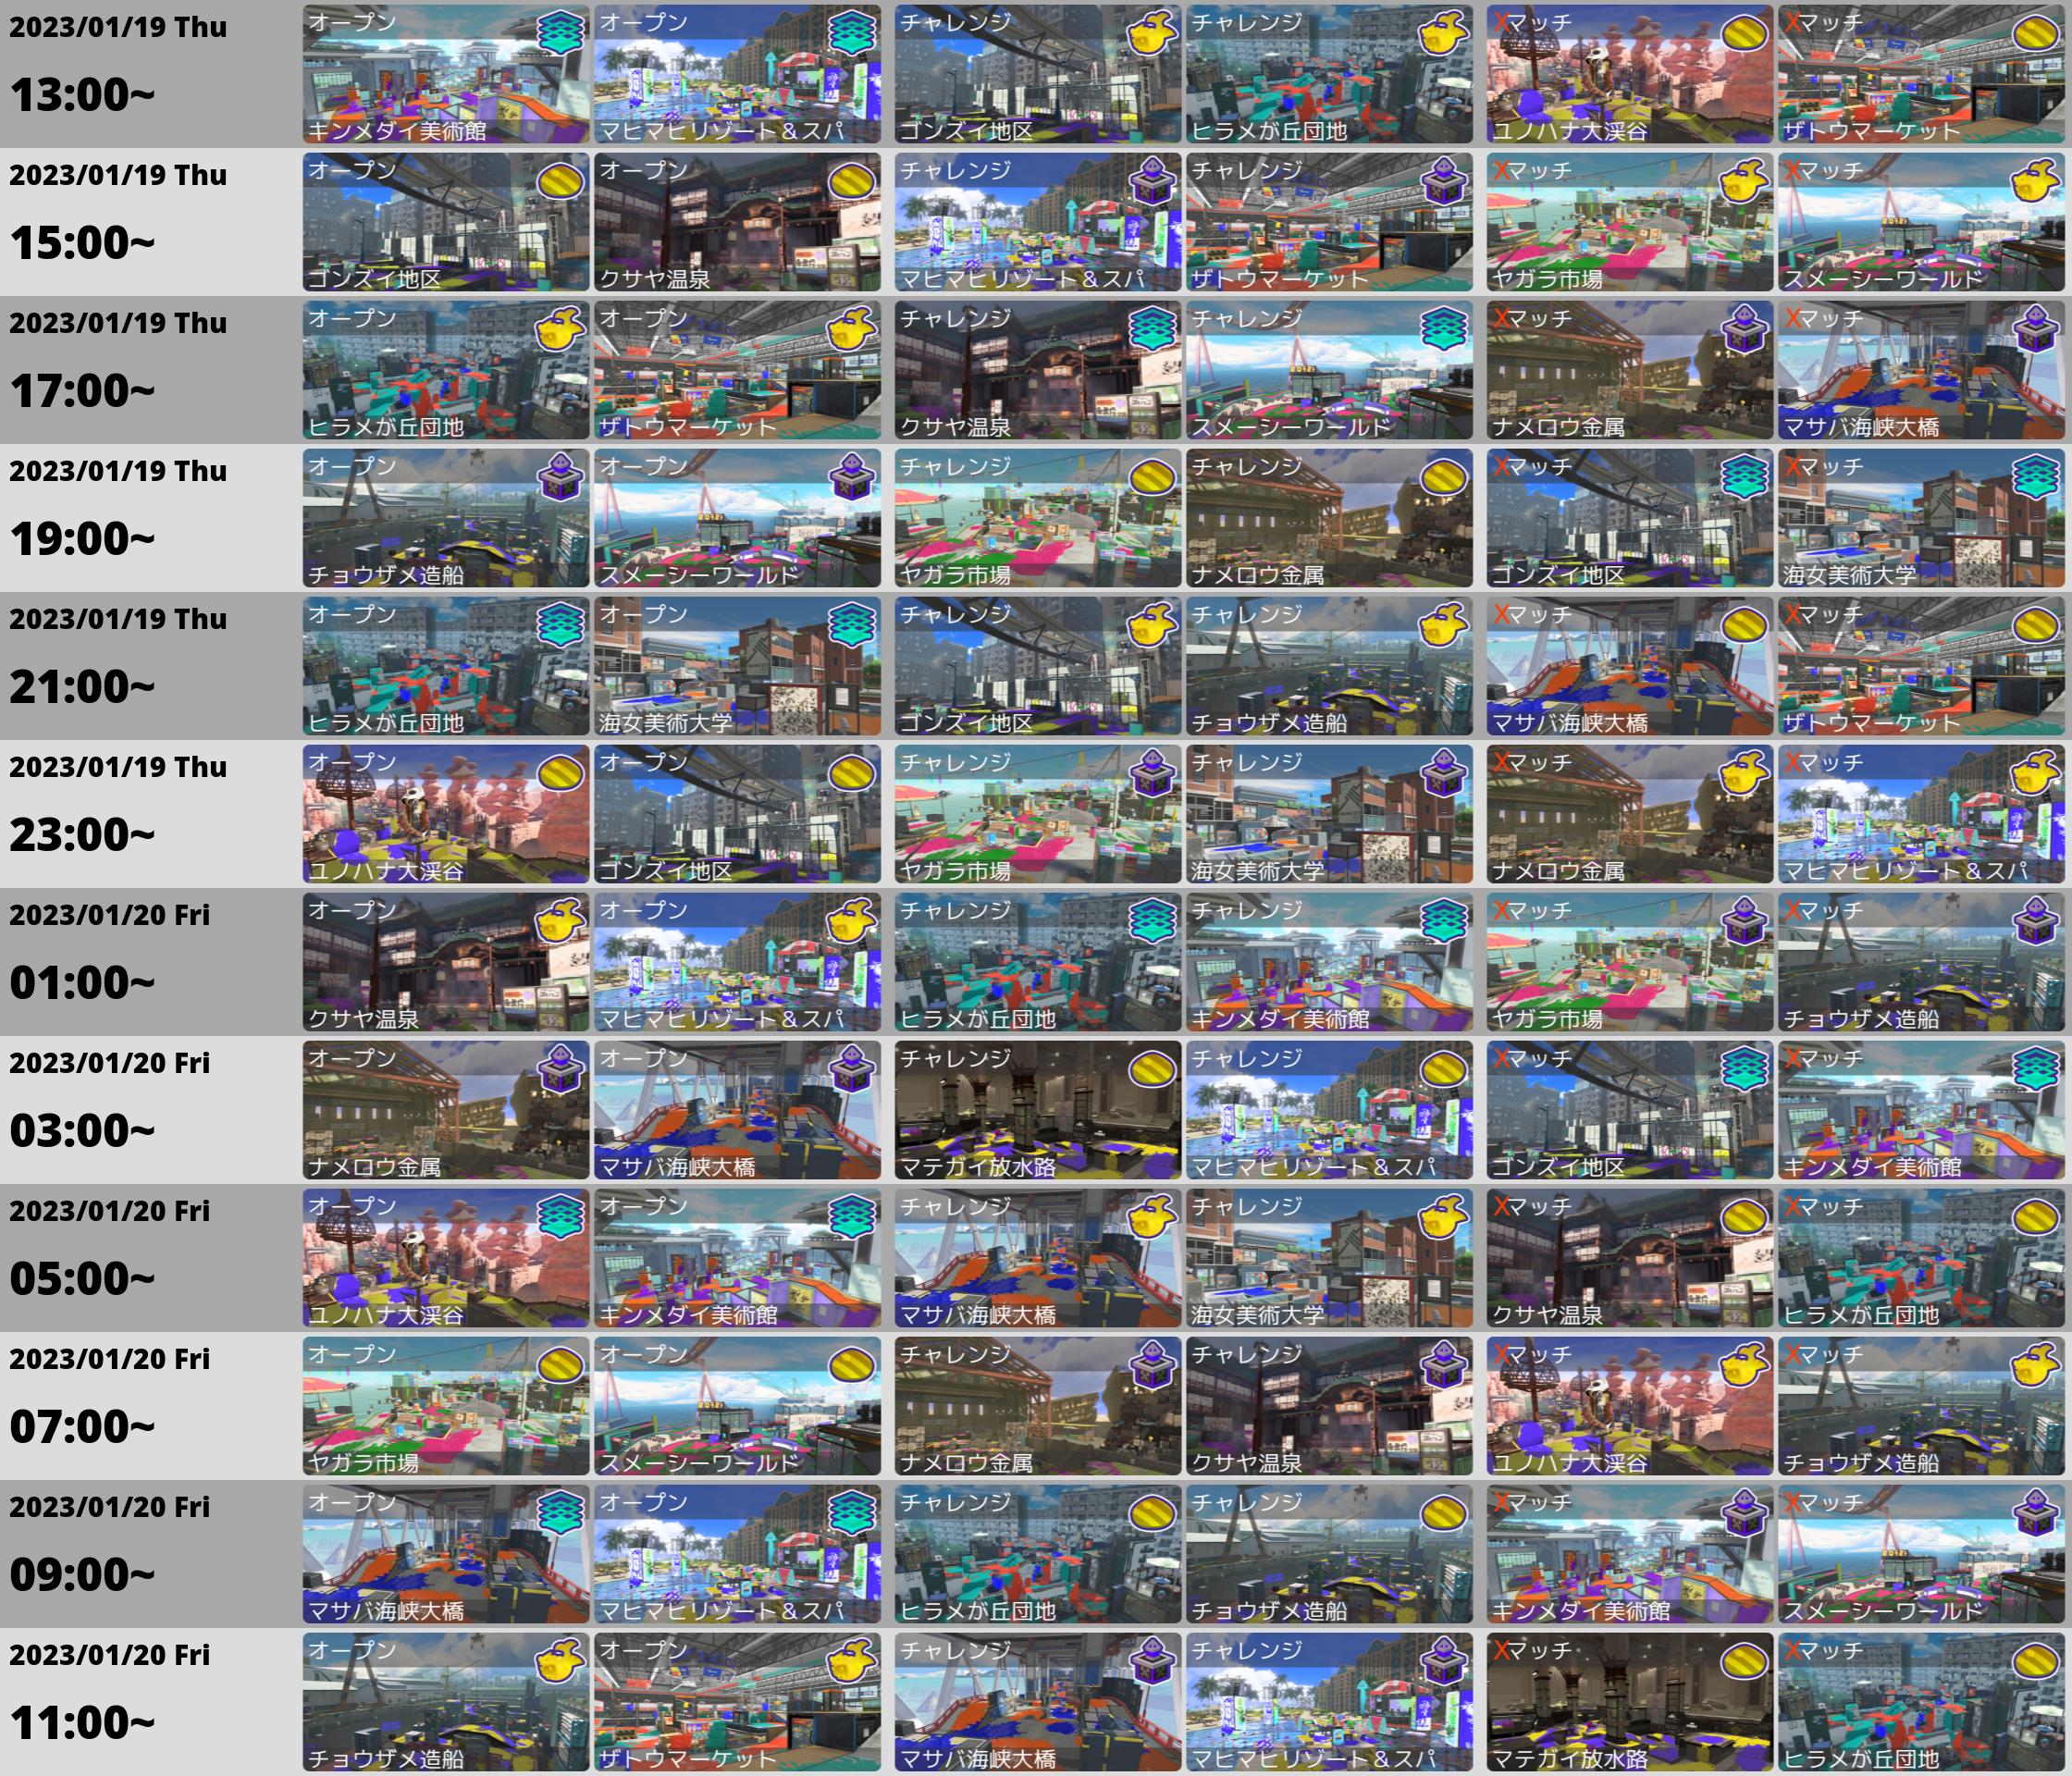 2023/01/19 Thu
13:00~
オープン
キンメダイ美術館
オープン
マヒマヒリゾート＆スパ
チャレンジ
ゴンズイ地区
チャレンジ
ヒラメが丘団地
Xマッチ
ユノハナ大渓谷
Xマッチ
ザトウマーケット
2023/01/19 Thu
15:00~
オープン
ゴンズイ地区
オープン
クサヤ温泉
チャレンジ
マヒマヒリゾート＆スパ
チャレンジ
ザトウマーケット
Xマッチ
ヤガラ市場
Xマッチ
スメーシーワールド
2023/01/19 Thu
17:00~
オープン
ヒラメが丘団地
オープン
ザトウマーケット
チャレンジ
クサヤ温泉
チャレンジ
スメーシーワールド
Xマッチ
ナメロウ金属
Xマッチ
マサバ海峡大橋
2023/01/19 Thu
19:00~
オープン
チョウザメ造船
オープン
スメーシーワールド
チャレンジ
ヤガラ市場
チャレンジ
ナメロウ金属
Xマッチ
ゴンズイ地区
Xマッチ
海女美術大学
2023/01/19 Thu
21:00~
オープン
ヒラメが丘団地
オープン
海女美術大学
チャレンジ
ゴンズイ地区
チャレンジ
チョウザメ造船
Xマッチ
マサバ海峡大橋
Xマッチ
ザトウマーケット
2023/01/19 Thu
23:00~
オープン
ユノハナ大渓谷
オープン
ゴンズイ地区
チャレンジ
ヤガラ市場
チャレンジ
海女美術大学
Xマッチ
ナメロウ金属
Xマッチ
マヒマヒリゾート＆スパ
2023/01/20 Fri
01:00~
オープン
クサヤ温泉
オープン
マヒマヒリゾート＆スパ
チャレンジ
ヒラメが丘団地
チャレンジ
キンメダイ美術館
Xマッチ
ヤガラ市場
Xマッチ
チョウザメ造船
2023/01/20 Fri
03:00~
オープン
ナメロウ金属
オープン
マサバ海峡大橋
チャレンジ
マテガイ放水路
チャレンジ
マヒマヒリゾート＆スパ
Xマッチ
ゴンズイ地区
Xマッチ
キンメダイ美術館
2023/01/20 Fri
05:00~
オープン
ユノハナ大渓谷
オープン
キンメダイ美術館
チャレンジ
マサバ海峡大橋
チャレンジ
海女美術大学
Xマッチ
クサヤ温泉
Xマッチ
ヒラメが丘団地
2023/01/20 Fri
07:00~
オープン
ヤガラ市場
オープン
スメーシーワールド
チャレンジ
ナメロウ金属
チャレンジ
クサヤ温泉
Xマッチ
ユノハナ大渓谷
Xマッチ
チョウザメ造船
2023/01/20 Fri
09:00~
オープン
マサバ海峡大橋
オープン
マヒマヒリゾート＆スパ
チャレンジ
ヒラメが丘団地
チャレンジ
チョウザメ造船
Xマッチ
キンメダイ美術館
Xマッチ
スメーシーワールド
2023/01/20 Fri
11:00~
オープン
チョウザメ造船
オープン
ザトウマーケット
チャレンジ
マサバ海峡大橋
チャレンジ
マヒマヒリゾート＆スパ
Xマッチ
マテガイ放水路
Xマッチ
ヒラメが丘団地